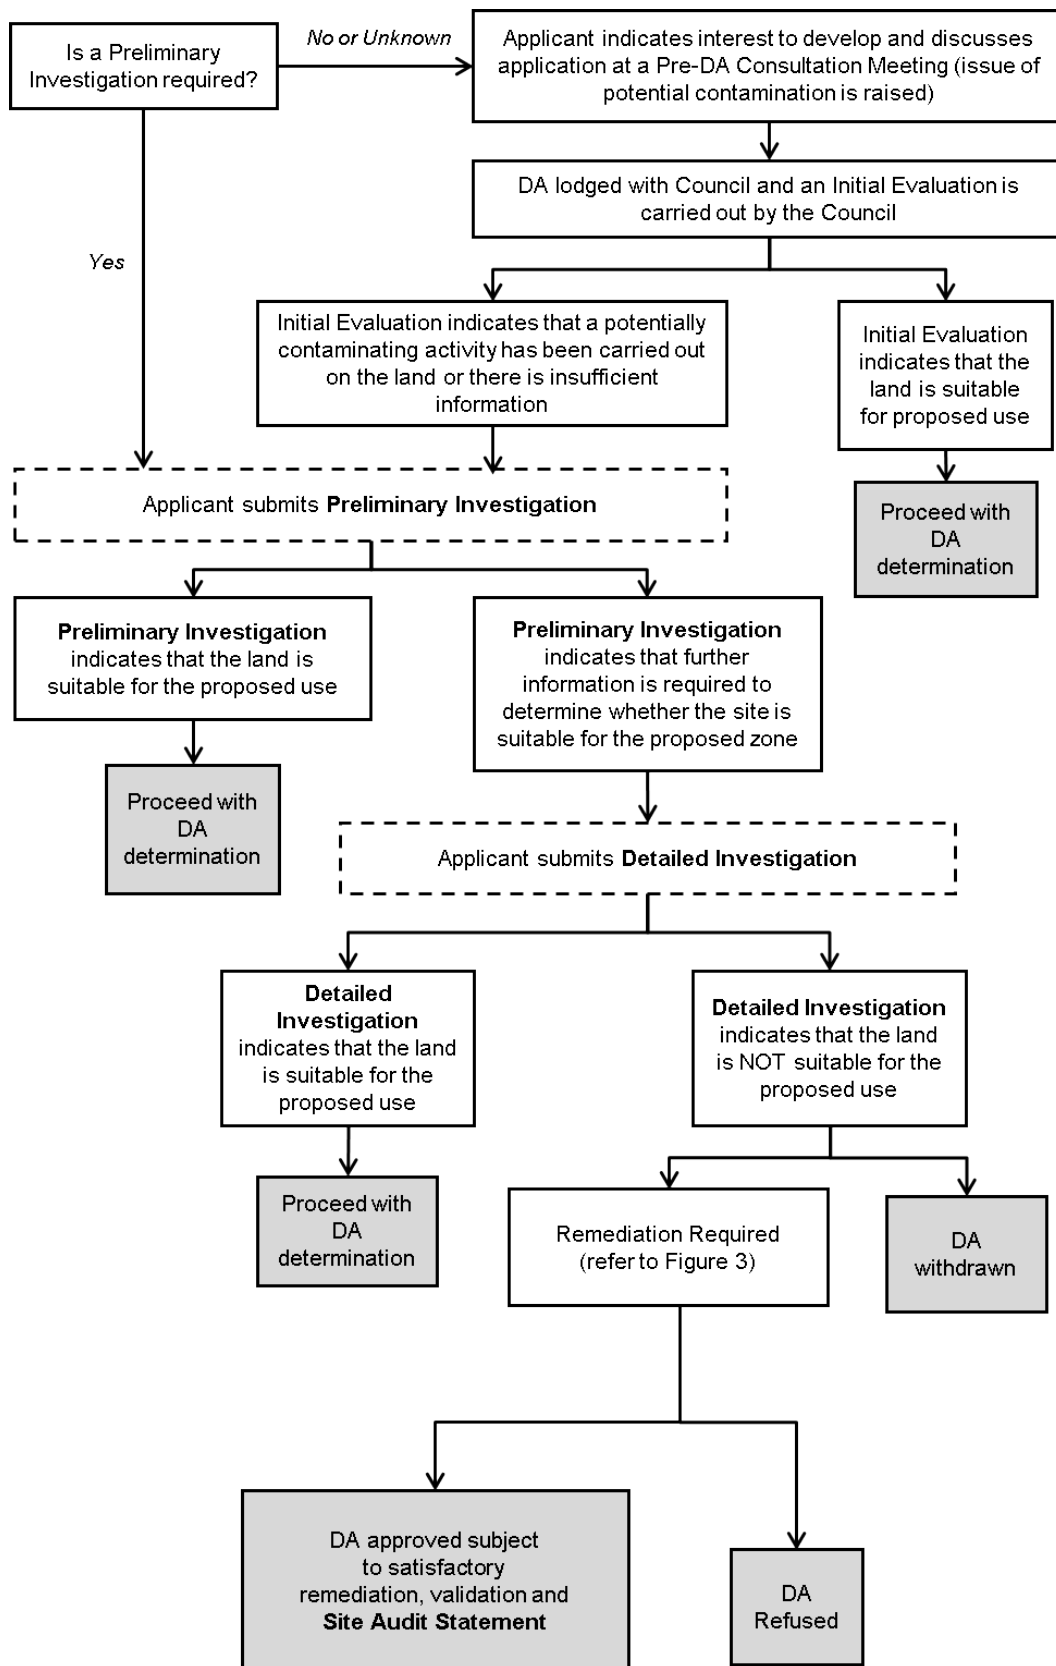 Is a Preliminary
Investigation required?
No or Unknown
Applicant indicates interest to develop and discusses
application at a Pre-DA Consultation Meeting (issue of
potential contamination is raised)
DA lodged with Council and an Initial Evaluation is
carried out by the Council
Yes
Initial Evaluation indicates that a potentially
contaminating activity has been carried out
on the land or there is insufficient
information
Initial Evaluation
indicates that the
land is suitable
for proposed use
Applicant submits Preliminary Investigation
Proceed with
DA
determination
Preliminary Investigation
indicates that the land is
suitable for the proposed use
Preliminary Investigation
indicates that further
information is required to
determine whether the site is
suitable for the proposed zone
Proceed with
DA
determination
Applicant submits Detailed Investigation
Detailed
Investigation
indicates that the land
is suitable for the
proposed use
Detailed Investigation
indicates that the land
is NOT suitable for the
proposed use
Proceed with
DA
determination
Remediation Required
(refer to Figure 3)
DA
withdrawn
DA approved subject
to satisfactory
remediation, validation and
Site Audit Statement
DA
Refused